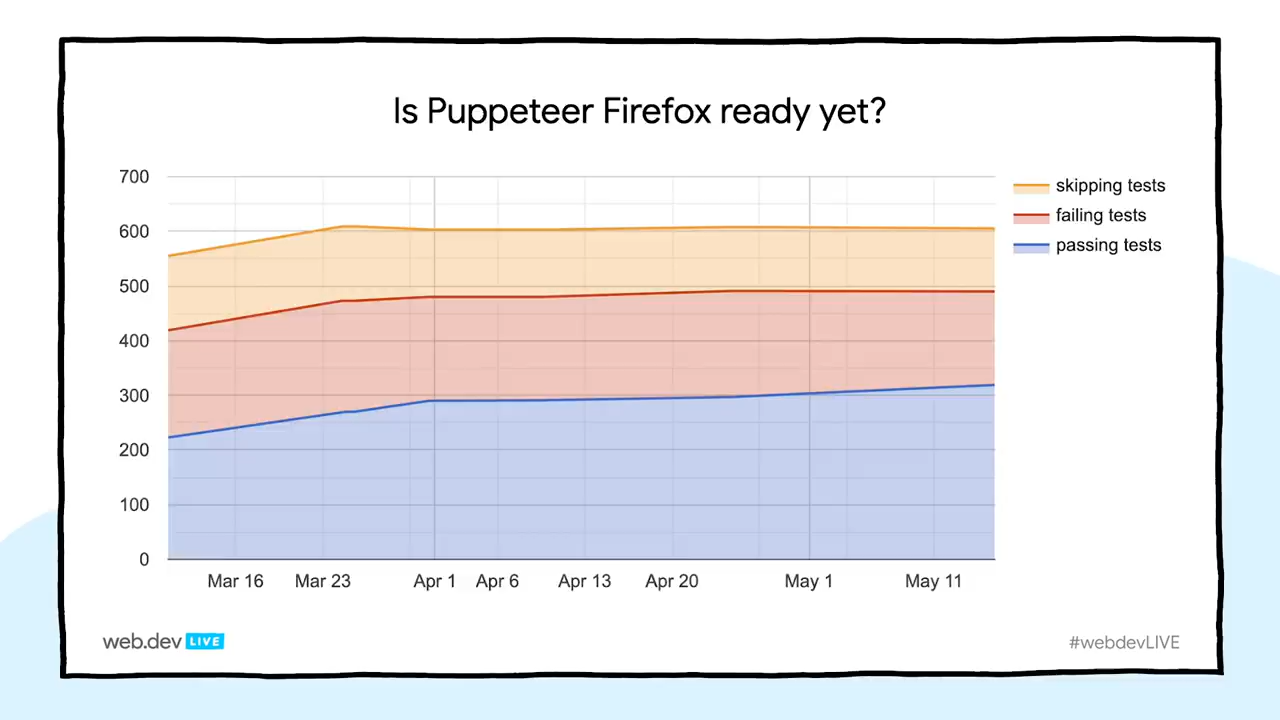 Is Puppeteer Firefox ready yet?
700
600
500
400
300
200
100
0
skipping tests
failing tests
passing tests
Mar 16 Mar 23 Apr 1 Apr 6 Apr 13 Apr 20 May 1 May 11
web.dev LIVE
#webdevLIVE